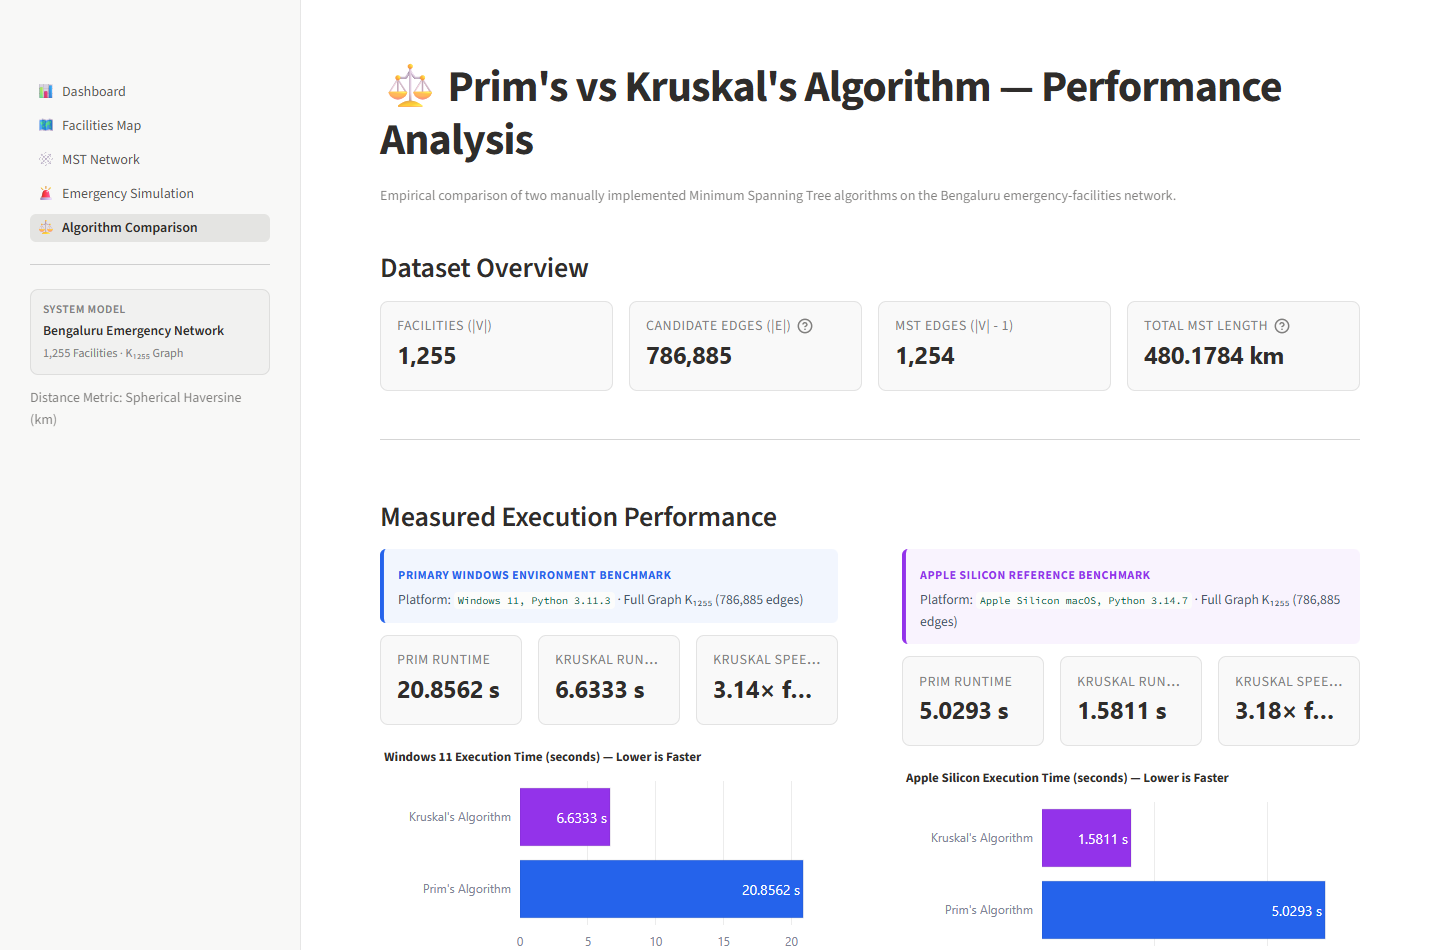 Dashboard
Facilities Map
MST Network
Emergency Simulation
Algorithm Comparison
SYSTEM MODEL
Bengaluru Emergency Network
1,255 Facilities · K₁₂₅₅ Graph
Distance Metric: Spherical Haversine
(km)
Prim's vs Kruskal's Algorithm — Performance
Analysis
Empirical comparison of two manually implemented Minimum Spanning Tree algorithms on the Bengaluru emergency-facilities network.
Dataset Overview
FACILITIES (|V|)
1,255
CANDIDATE EDGES (|E|)
786,885
MST EDGES (|V| - 1)
1,254
TOTAL MST LENGTH
480.1784 km
Measured Execution Performance
PRIMARY WINDOWS ENVIRONMENT BENCHMARK
Platform: Windows 11, Python 3.11.3 · Full Graph K₁₂₅₅ (786,885 edges)
PRIM RUNTIME
20.8562 s
KRUSKAL RUN...
6.6333 s
KRUSKAL SPEE...
3.14× f...
Windows 11 Execution Time (seconds) — Lower is Faster
Kruskal's Algorithm
6.6333 s
Prim's Algorithm
20.8562 s
0 5 10 15 20
APPLE SILICON REFERENCE BENCHMARK
Platform: Apple Silicon macOS, Python 3.14.7 · Full Graph K₁₂₅₅ (786,885
edges)
PRIM RUNTIME
5.0293 s
KRUSKAL RUN...
1.5811 s
KRUSKAL SPEE...
3.18× f...
Apple Silicon Execution Time (seconds) — Lower is Faster
Kruskal's Algorithm
1.5811 s
Prim's Algorithm
5.0293 s